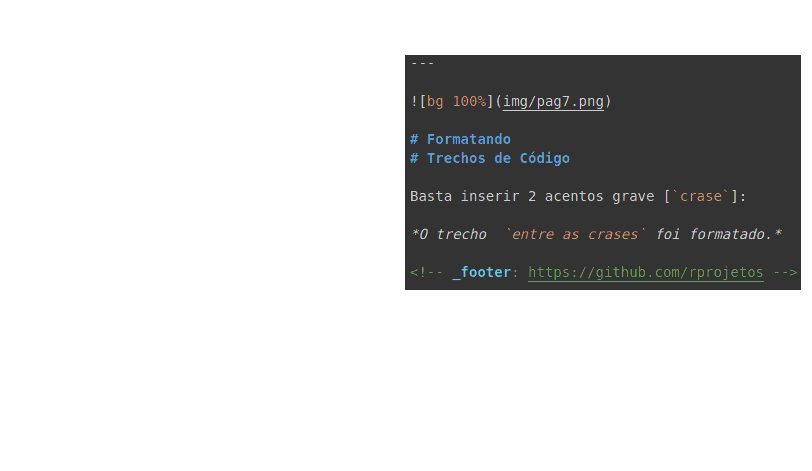 ---
![bg 100%](img/pag7.png)
# Formatando
# Trechos de Código
Basta inserir 2 acentos grave [`crase`]:
*O trecho  `entre as crases` foi formatado.*
<!-- _footer: https://github.com/rprojetos -->